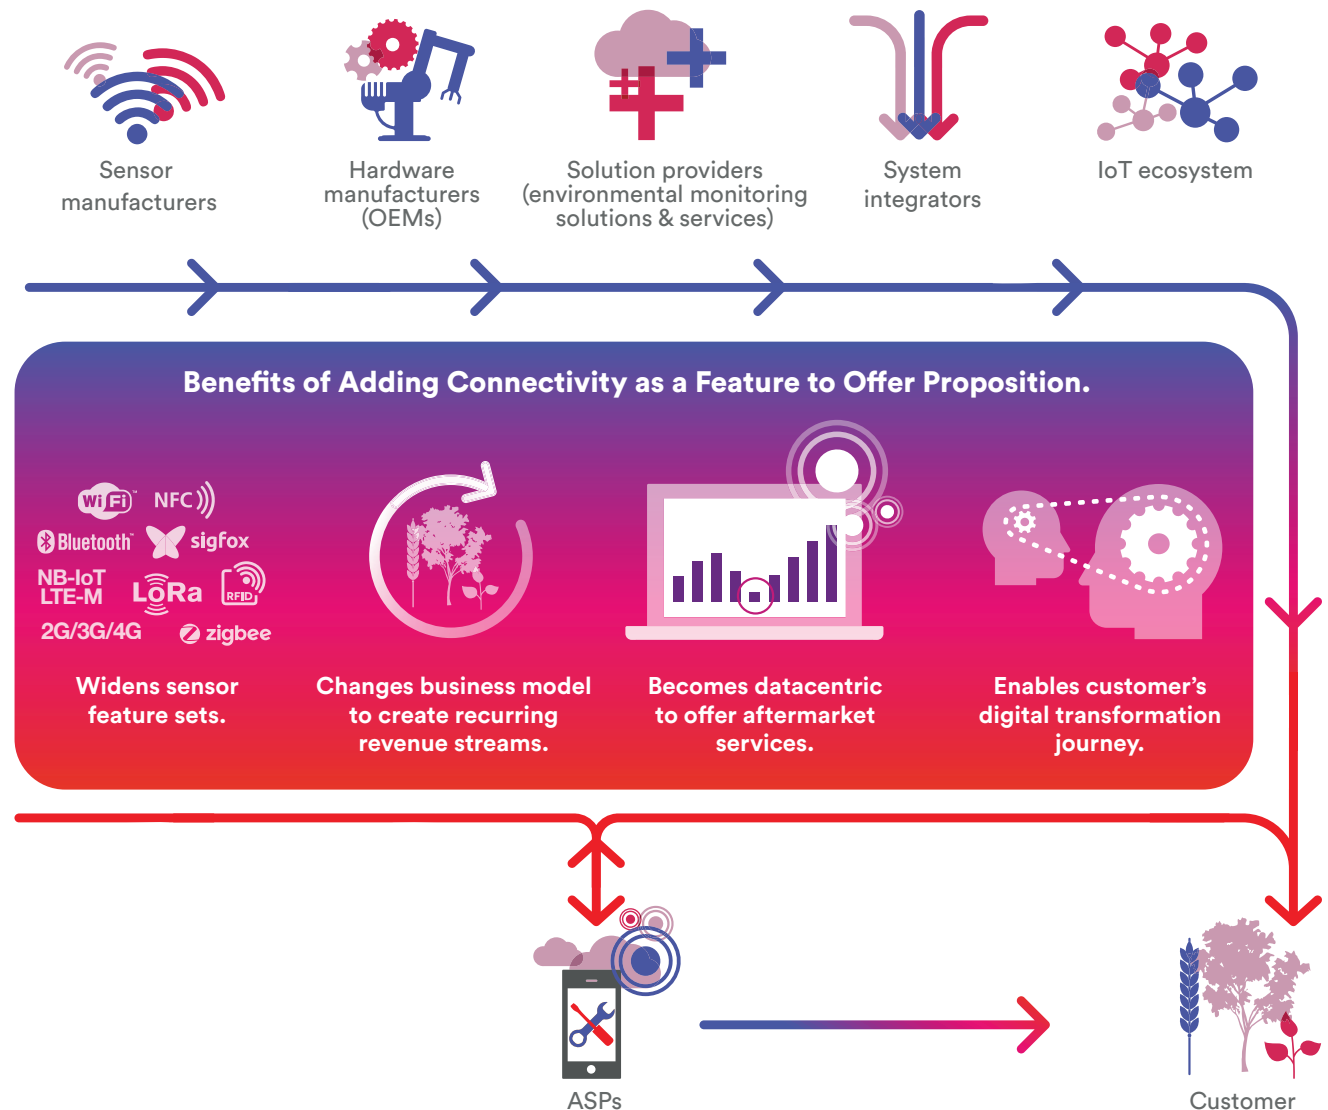 Sensor
manufacturers
Hardware
manufacturers
(OEMs)
Solution providers
(environmental monitoring
solutions & services)
System
integrators
IoT ecosystem
Benefits of Adding Connectivity as a Feature to Offer Proposition.
WiFi™ NFC
Bluetooth™ sigfox
NB-IoT
LTE-M
LoRa
RFID
2G/3G/4G zigbee
Widens sensor
feature sets.
Changes business model
to create recurring
revenue streams.
Becomes datacentric
to offer aftermarket
services.
Enables customer's
digital transformation
journey.
ASPs
Customer